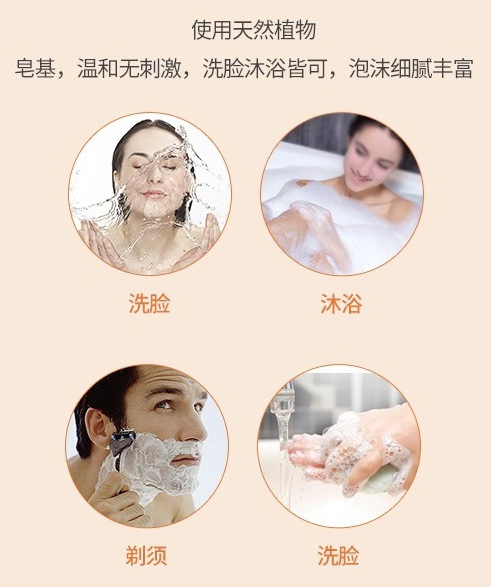 使用天然植物
皂基，温和无刺激，洗脸沐浴皆可，泡沫细腻丰富
洗脸
沐浴
剃须
洗脸